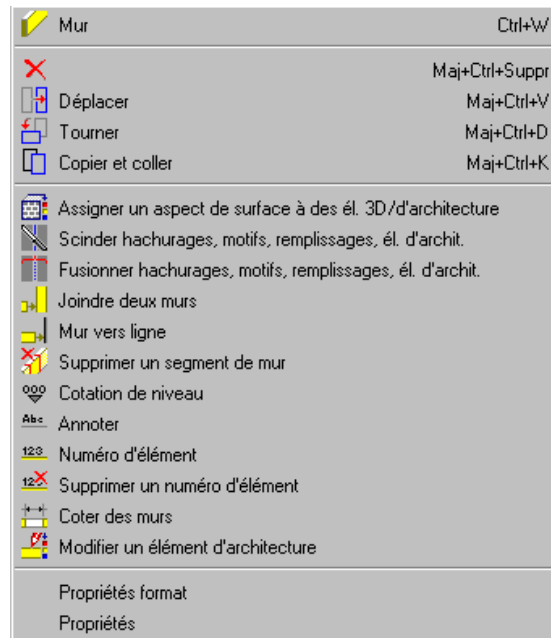 Mur Ctrl+W
Maj+Ctrl+Suppr
Déplacer Maj+Ctrl+V
Tourner Maj+Ctrl+D
Copier et coller Maj+Ctrl+K
Assigner un aspect de surface à des él. 3D/d'architecture
Scinder hachurages, motifs, remplissages, él. d'archit.
Fusionner hachurages, motifs, remplissages, él. d'archit.
Joindre deux murs
Mur vers ligne
Supprimer un segment de mur
Cotation de niveau
Abc Annoter
123 Numéro d'élément
123 Supprimer un numéro d'élément
Coter des murs
Modifier un élément d'architecture
Propriétés format
Propriétés